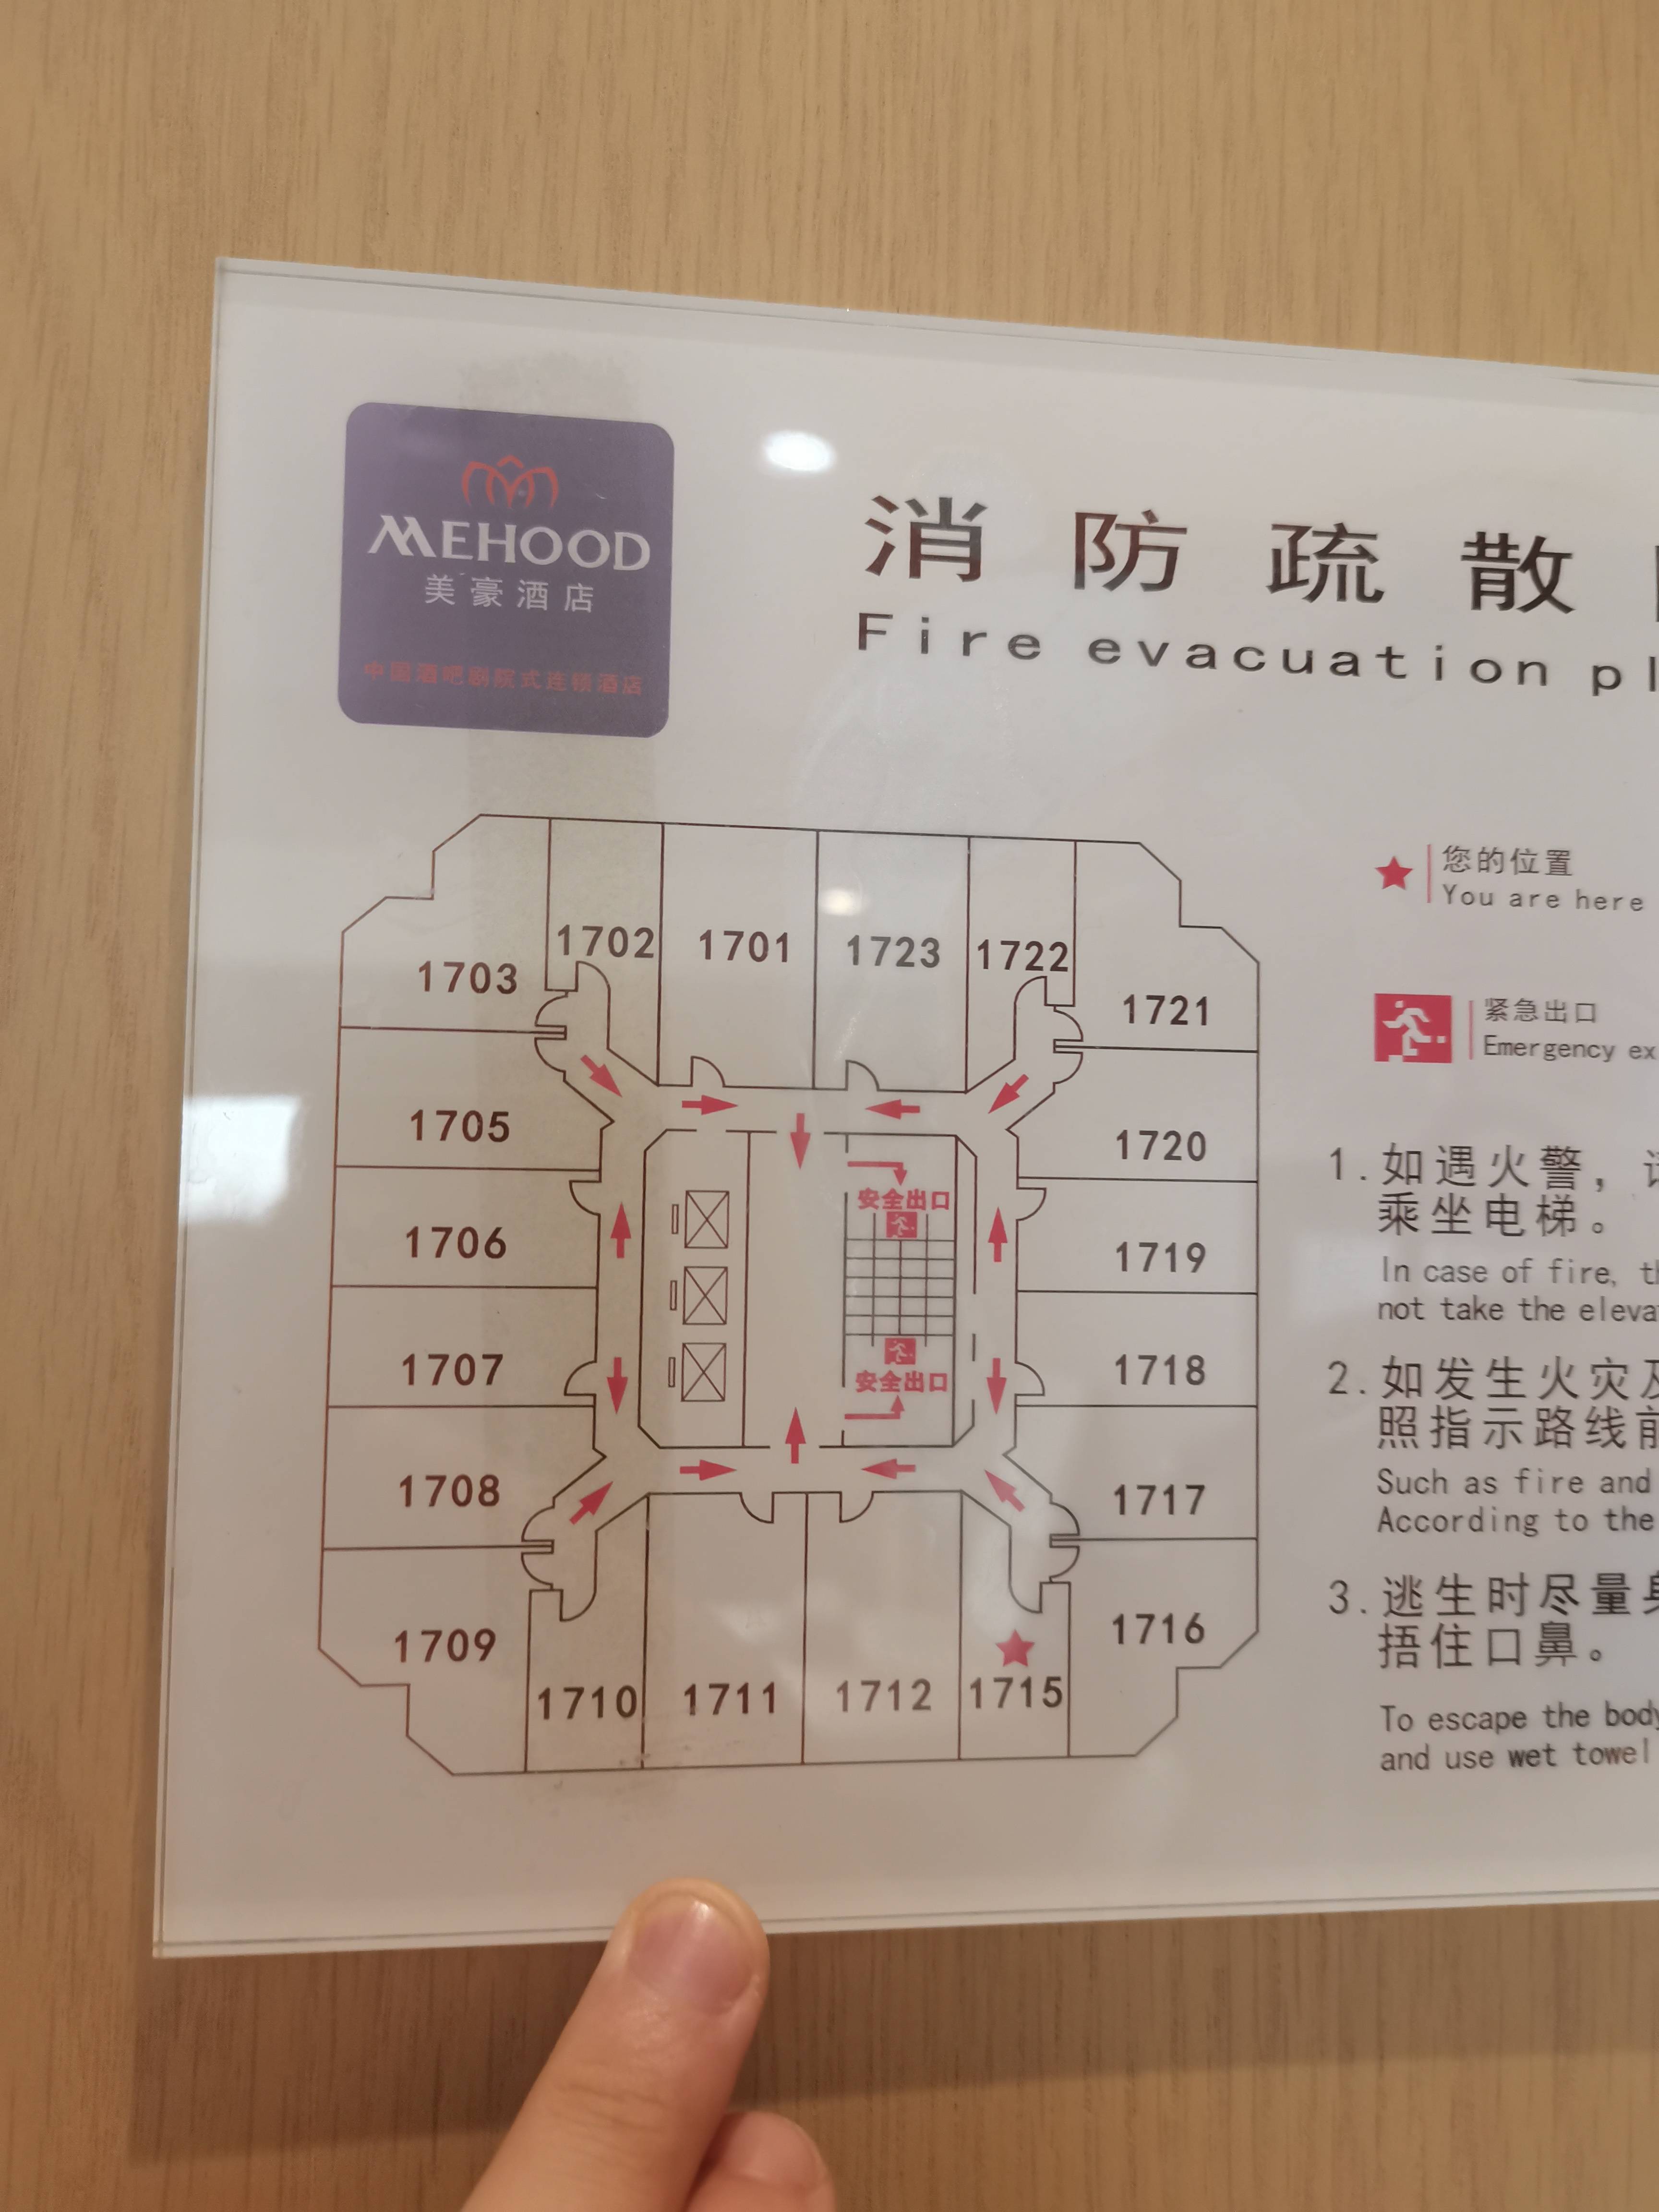 MEHOOD
美豪酒店
中国酒吧剧院式连锁酒店
消防疏散
Fire evacuation pl
1702 1701 1723 1722
1703 1721
1705 1720
1706 1719
1707 1718
1708 1717
1709 1716
1710 1711 1712 1715
安全出口
安全出口
您的位置
You are here
紧急出口
Emergency ex
1.如遇火警，
乘坐电梯。
In case of fire, th
not take the eleva
2.如发生火灾及
照指示路线前
Such as fire and
According to the
3.逃生时尽量身
捂住口鼻。
To escape the body
and use wet towel